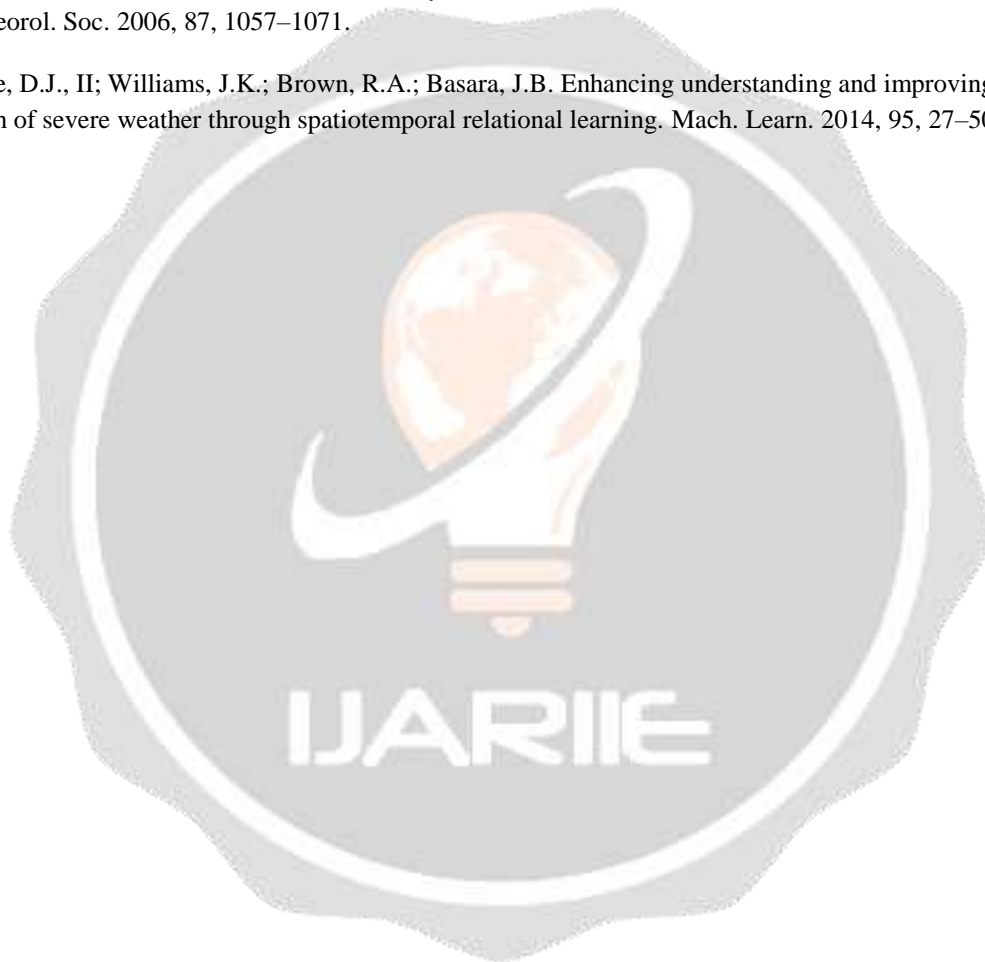 eorol. Soc. 2006, 87, 1057–1071.
e, D.J., II; Williams, J.K.; Brown, R.A.; Basara, J.B. Enhancing understanding and improving
n of severe weather through spatiotemporal relational learning. Mach. Learn. 2014, 95, 27–50
IJARIIE